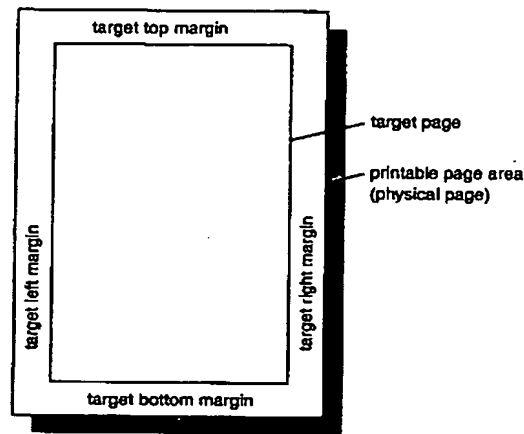 target top margin
target page
printable page area
(physical page)
target left margin
target right margin
target bottom margin